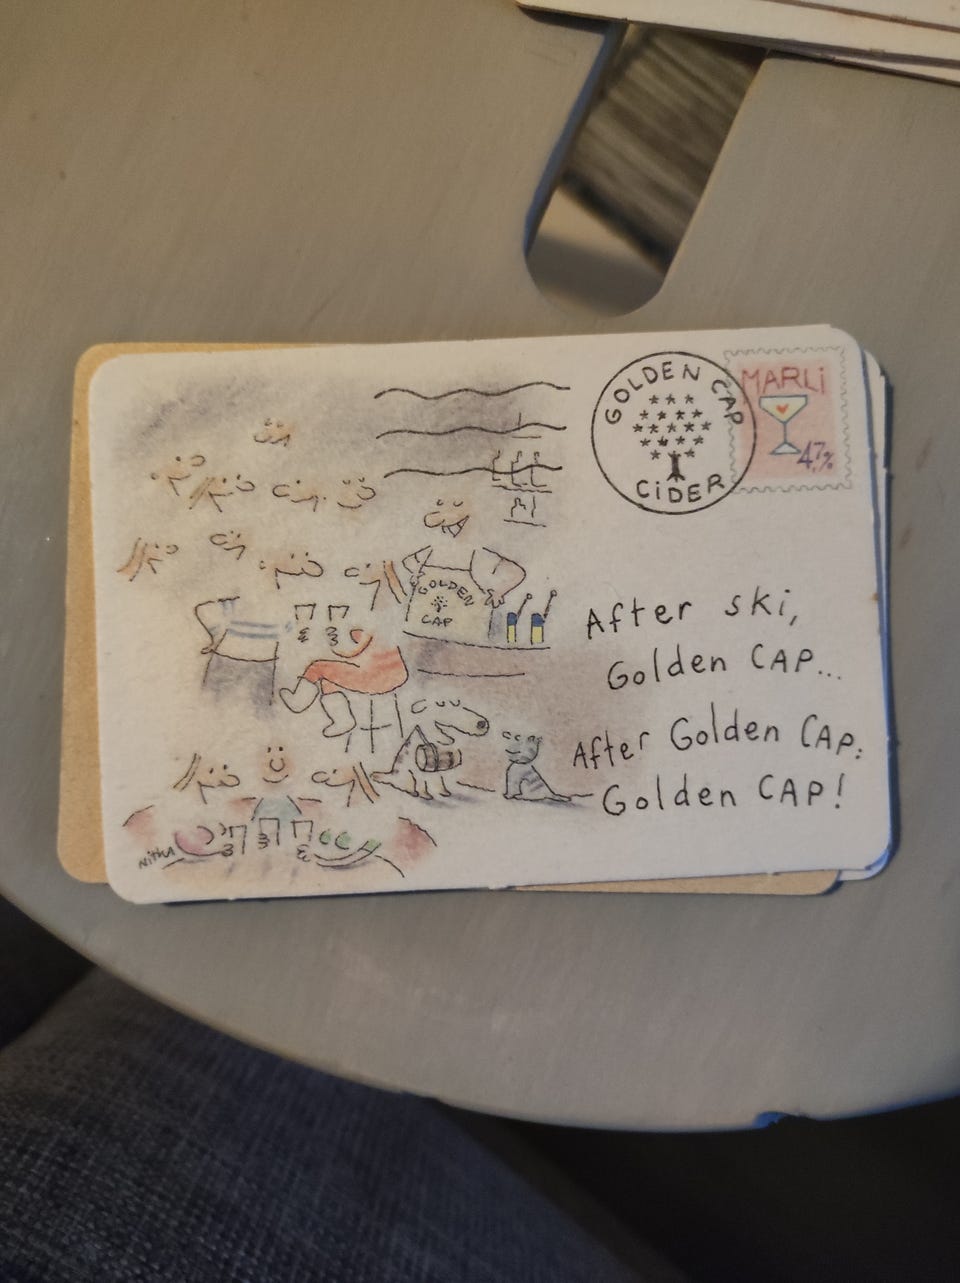 GOLDEN CAP
CiDER
MARLi
4,7%
GOLDEN
CAP
After ski,
Golden CAP...
After Golden CAP:
Golden CAP!
NiTKA